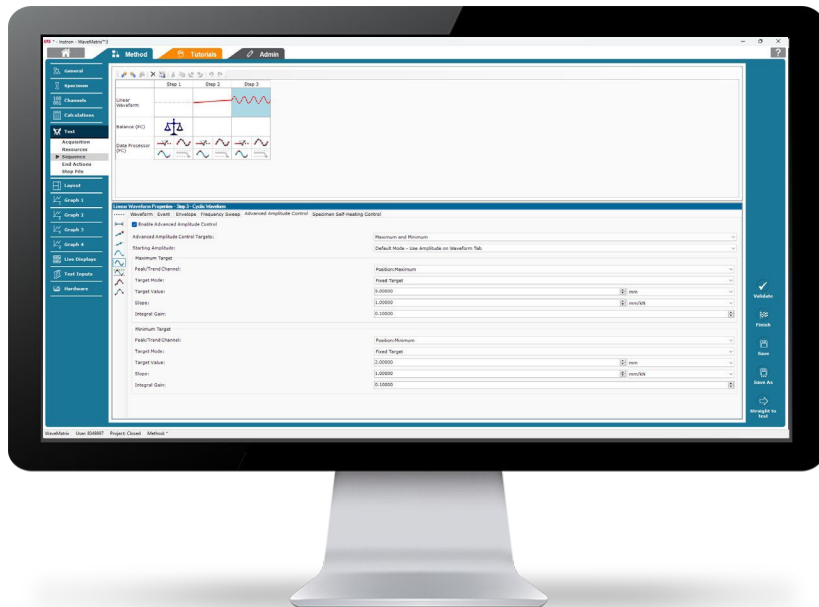 * - Instron - WaveMatrix™3
Method
Tutorials
Admin
?
General
Specimen
Channels
Calculations
Test
Acquisition
Resources
Sequence
End Actions
Step File
Layout
Graph 1
Graph 2
Graph 3
Graph 4
Live Displays
Test Inputs
Hardware
Step 1 Step 2 Step 3
Linear
Waveform
Balance (FC)
Data Processor
(FC)
Linear Waveform Properties - Step 3 - Cyclic Waveform
Waveform Event Envelope Frequency Sweep Advanced Amplitude Control Specimen Self-Heating Control
Enable Advanced Amplitude Control
Advanced Amplitude Control Targets: Maximum and Minimum
Starting Amplitude: Default Mode - Use Amplitude on Waveform Tab
Maximum Target
Peak/Trend Channel: Position:Maximum
Target Mode: Fixed Target
Target Value: 5.00000 mm
Slope: 1.00000 mm/kN
Integral Gain: 0.10000
Minimum Target
Peak/Trend Channel: Position:Minimum
Target Mode: Fixed Target
Target Value: 2.00000 mm
Slope: 1.00000 mm/kN
Integral Gain: 0.10000
Validate
Finish
Save
Save As
Straight to
test
Project: Closed Method: *